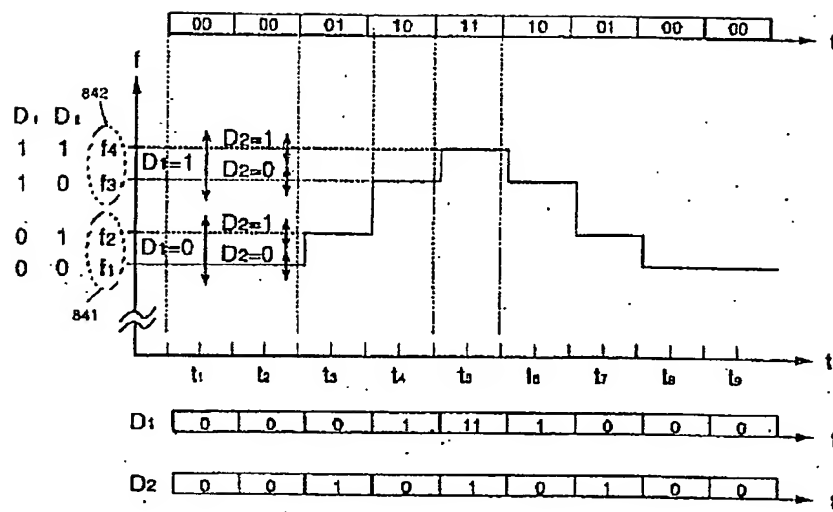 00 00 01 10 11 10 01 00 00 t
f
842
D1 D2
1 1 f4 D2=1
D1=1 D2=0
1 0 f3
0 1 f2 D2=1
D1=0 D2=0
0 0 f1
841
t
t1 t2 t3 t4 t5 t6 t7 t8 t9
D1 0 0 0 1 11 1 0 0 0 t
D2 0 0 1 0 1 0 1 0 0 t